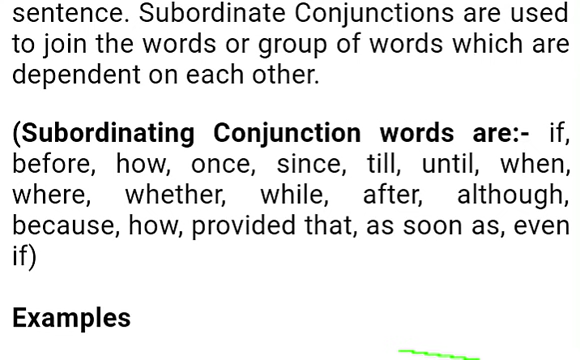 sentence. Subordinate Conjunctions are used
to join the words or group of words which are
dependent on each other.
(Subordinating Conjunction words are:- if,
before, how, once, since, till, until, when,
where, whether, while, after, although,
because, how, provided that, as soon as, even
if)
Examples